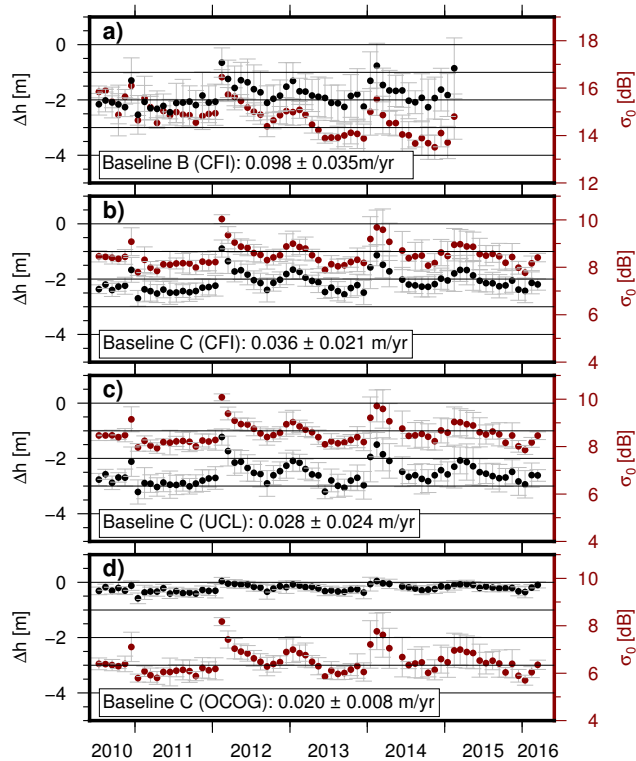 a)
0
−2
−4
Δh [m]
18
16
14
12
σ0 [dB]
Baseline B (CFI): 0.098 ± 0.035m/yr
b)
0
−2
−4
Δh [m]
10
8
6
4
σ0 [dB]
Baseline C (CFI): 0.036 ± 0.021 m/yr
c)
0
−2
−4
Δh [m]
10
8
6
4
σ0 [dB]
Baseline C (UCL): 0.028 ± 0.024 m/yr
d)
0
−2
−4
Δh [m]
10
8
6
4
σ0 [dB]
Baseline C (OCOG): 0.020 ± 0.008 m/yr
2010 2011 2012 2013 2014 2015 2016